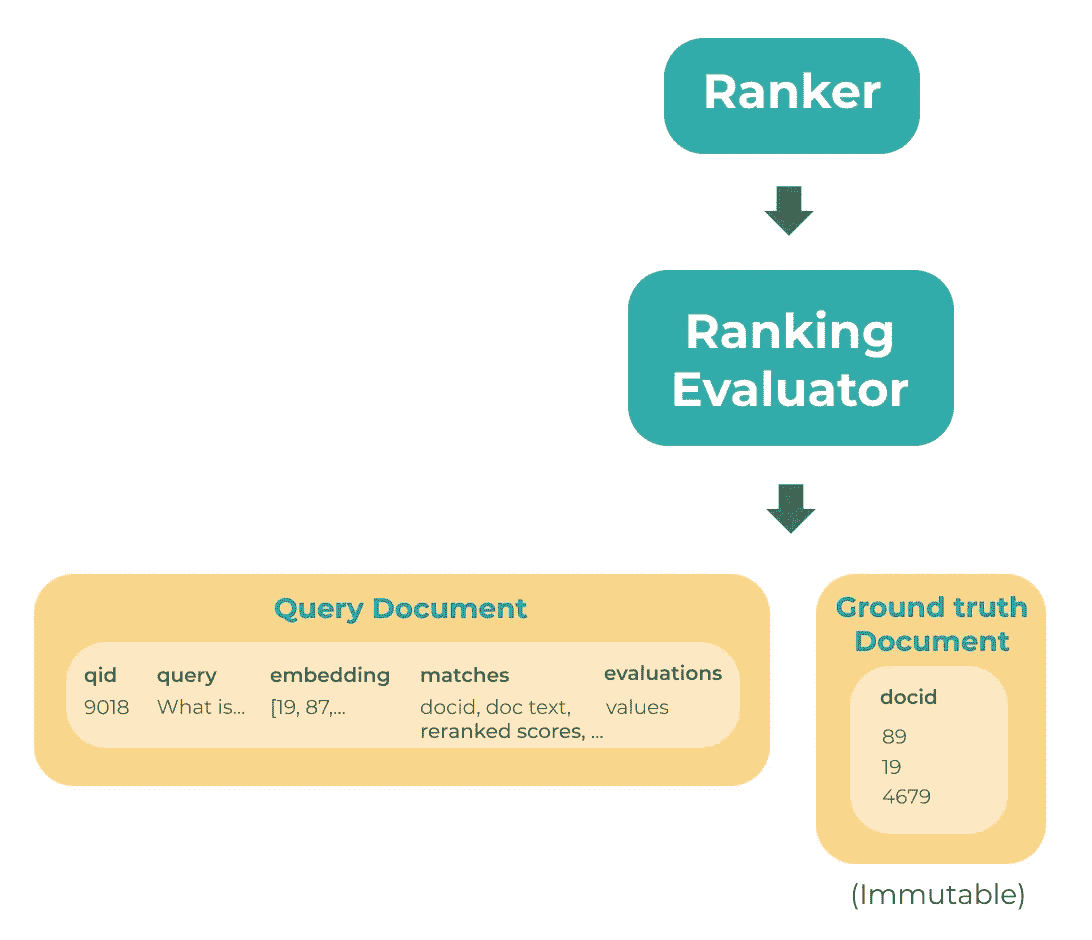 Ranker
Ranking
Evaluator
Query Document
qid query embedding matches evaluations
9018 What is... [19, 87,... docid, doc text, values
reranked scores, ...
Ground truth
Document
docid
89
19
4679
(Immutable)